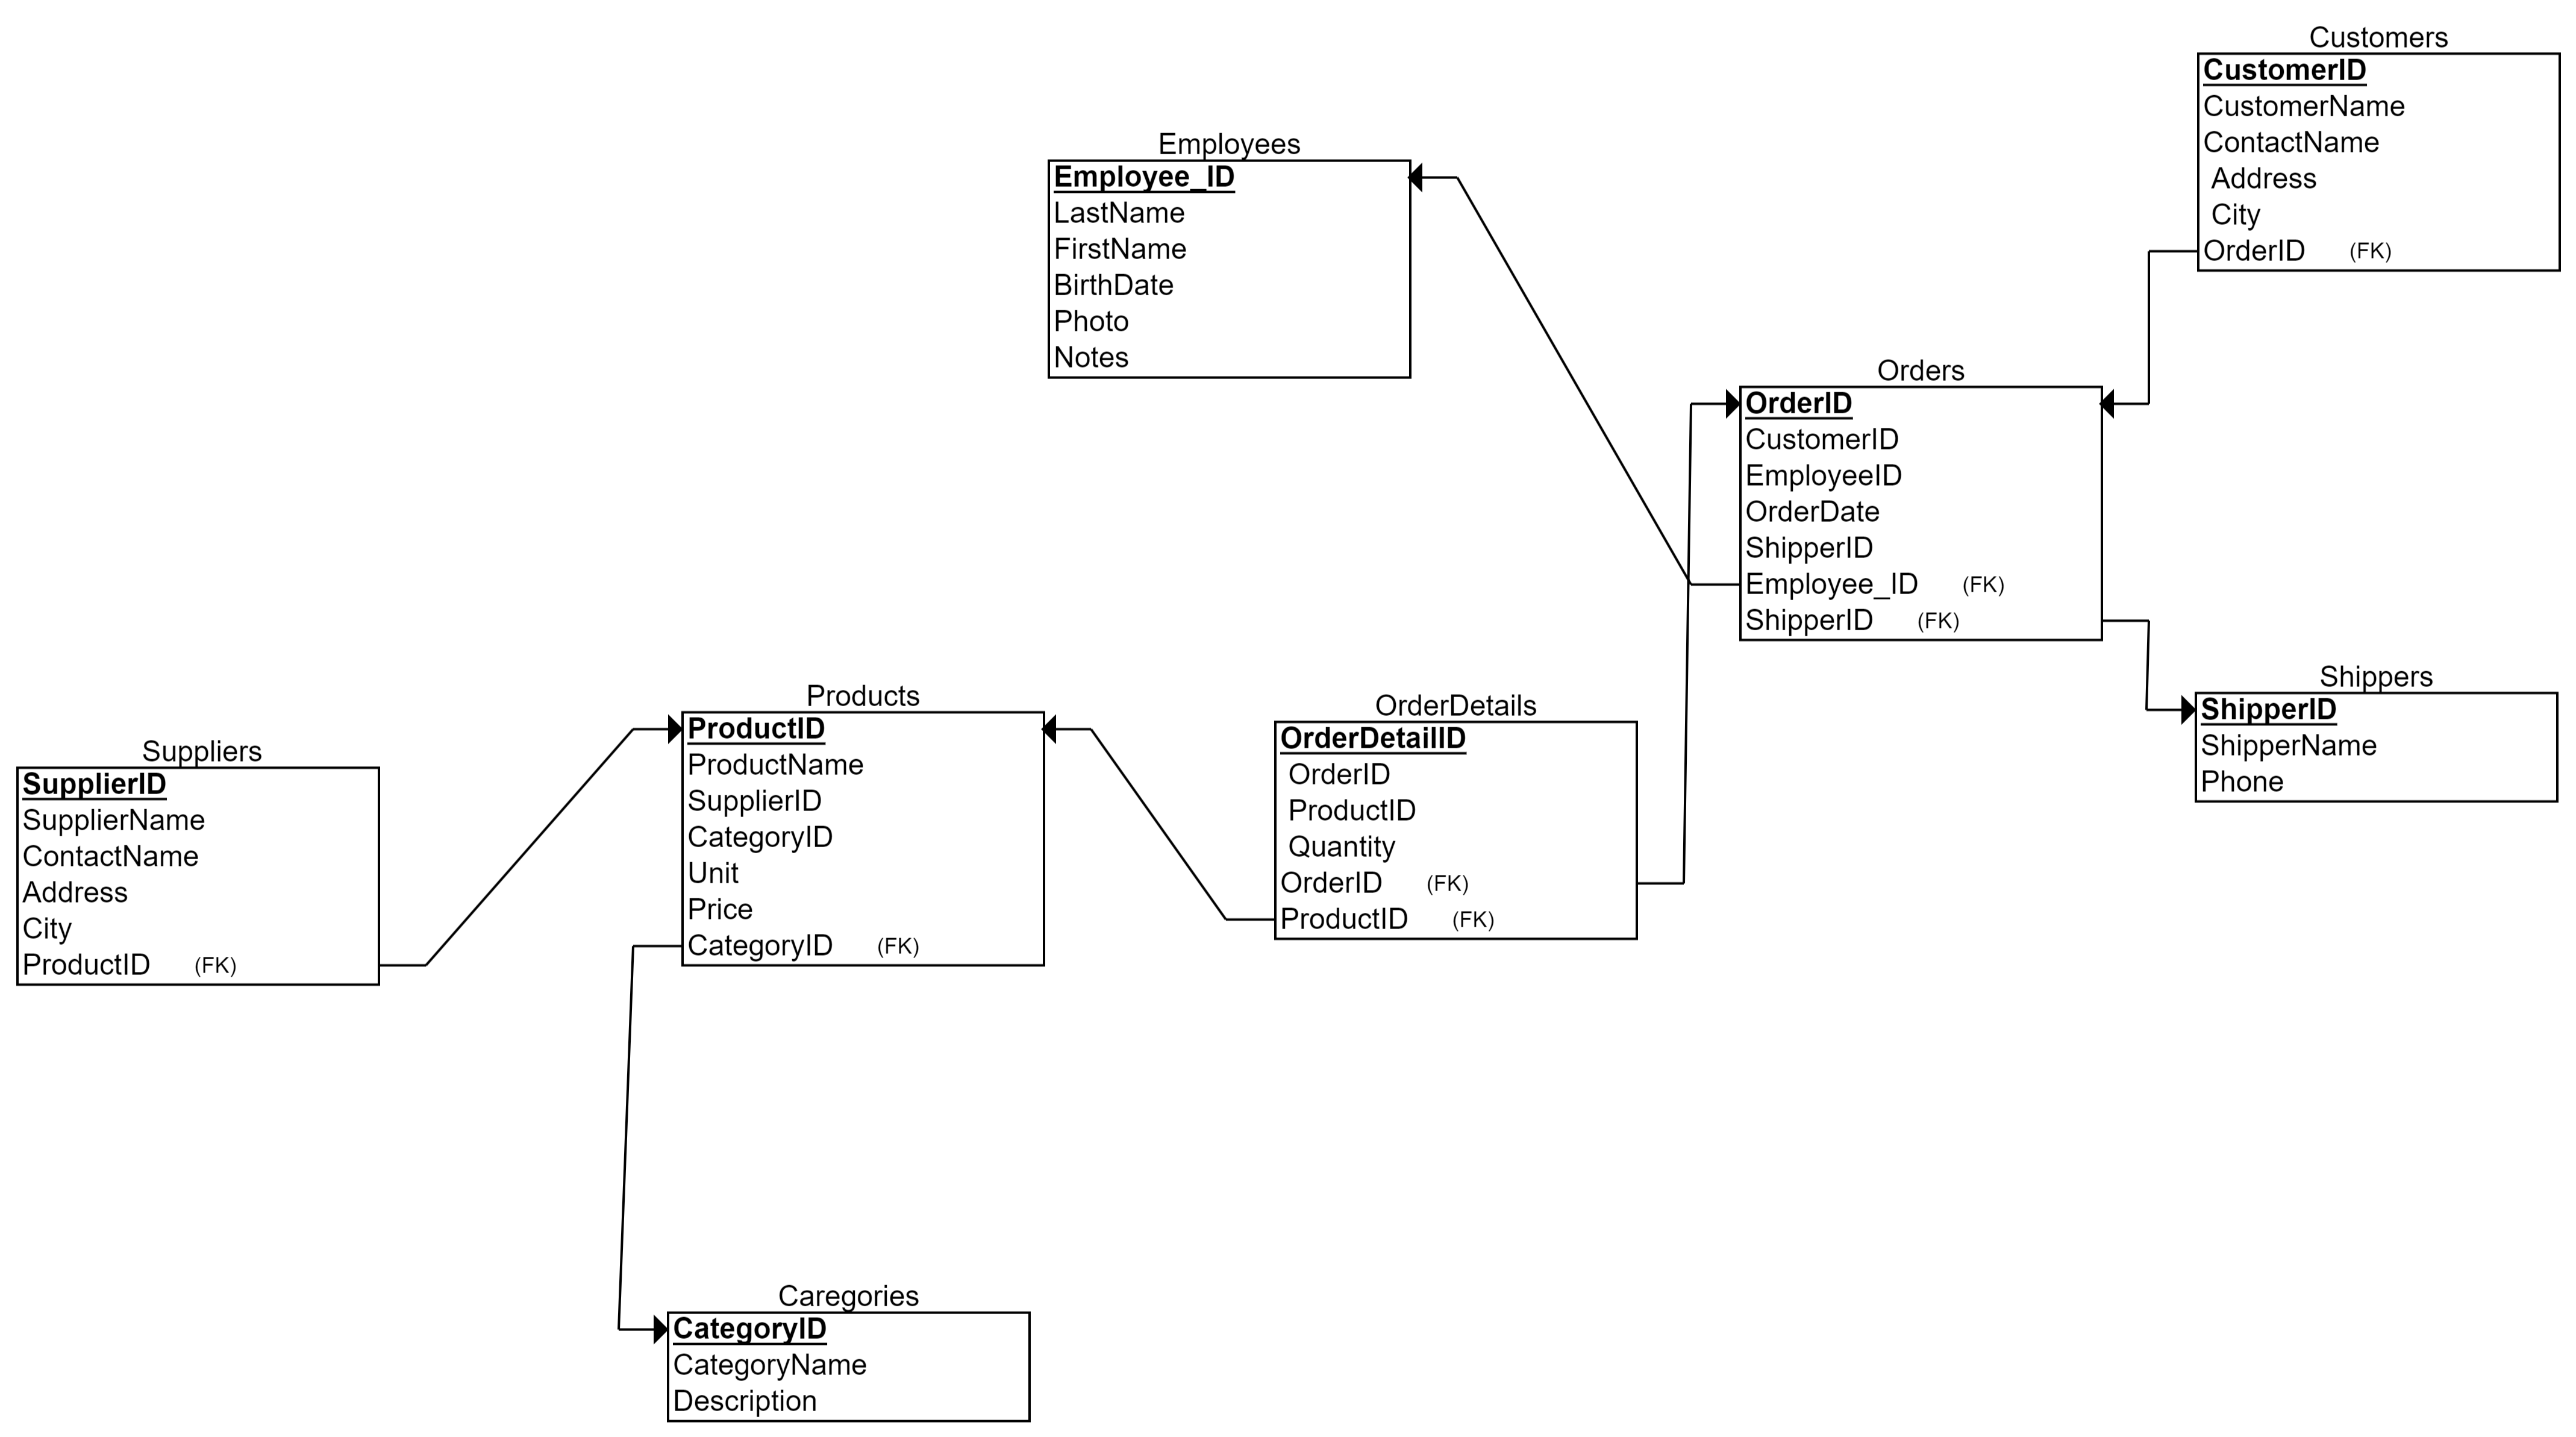 Customers
CustomerID
CustomerName
ContactName
Address
City
OrderID (FK)
Employees
Employee_ID
LastName
FirstName
BirthDate
Photo
Notes
Orders
OrderID
CustomerID
EmployeeID
OrderDate
ShipperID
Employee_ID (FK)
ShipperID (FK)
Shippers
ShipperID
ShipperName
Phone
Suppliers
SupplierID
SupplierName
ContactName
Address
City
ProductID (FK)
Products
ProductID
ProductName
SupplierID
CategoryID
Unit
Price
CategoryID (FK)
OrderDetails
OrderDetailID
OrderID
ProductID
Quantity
OrderID (FK)
ProductID (FK)
Caregories
CategoryID
CategoryName
Description